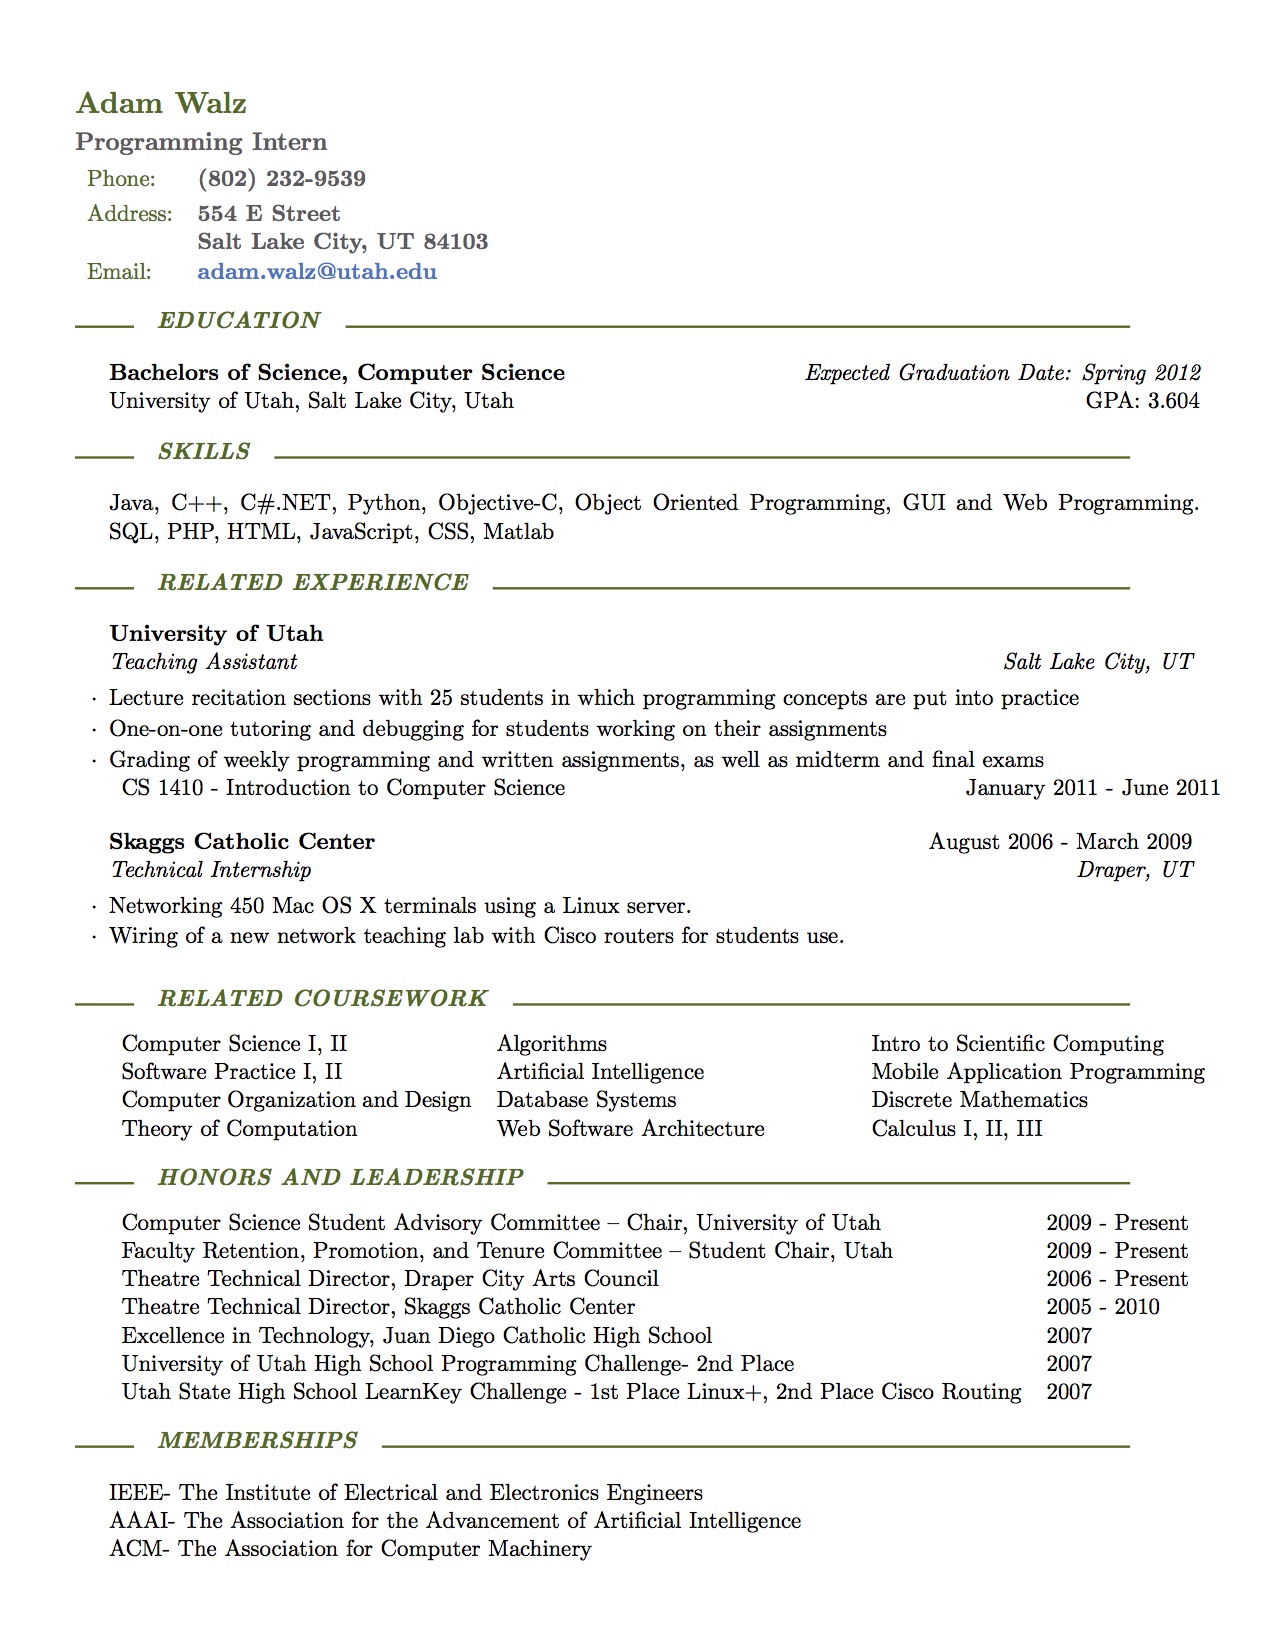 Adam Walz
Programming Intern
Phone: (802) 232-9539
Address: 554 E Street
Salt Lake City, UT 84103
Email: adam.walz@utah.edu
EDUCATION
Bachelors of Science, Computer Science Expected Graduation Date: Spring 2012
University of Utah, Salt Lake City, Utah GPA: 3.604
SKILLS
Java, C++, C#.NET, Python, Objective-C, Object Oriented Programming, GUI and Web Programming.
SQL, PHP, HTML, JavaScript, CSS, Matlab
RELATED EXPERIENCE
University of Utah
Teaching Assistant Salt Lake City, UT
· Lecture recitation sections with 25 students in which programming concepts are put into practice
· One-on-one tutoring and debugging for students working on their assignments
· Grading of weekly programming and written assignments, as well as midterm and final exams
CS 1410 - Introduction to Computer Science January 2011 - June 2011
Skaggs Catholic Center August 2006 - March 2009
Technical Internship Draper, UT
· Networking 450 Mac OS X terminals using a Linux server.
· Wiring of a new network teaching lab with Cisco routers for students use.
RELATED COURSEWORK
Computer Science I, II Algorithms Intro to Scientific Computing
Software Practice I, II Artificial Intelligence Mobile Application Programming
Computer Organization and Design Database Systems Discrete Mathematics
Theory of Computation Web Software Architecture Calculus I, II, III
HONORS AND LEADERSHIP
Computer Science Student Advisory Committee – Chair, University of Utah 2009 - Present
Faculty Retention, Promotion, and Tenure Committee – Student Chair, Utah 2009 - Present
Theatre Technical Director, Draper City Arts Council 2006 - Present
Theatre Technical Director, Skaggs Catholic Center 2005 - 2010
Excellence in Technology, Juan Diego Catholic High School 2007
University of Utah High School Programming Challenge- 2nd Place 2007
Utah State High School LearnKey Challenge - 1st Place Linux+, 2nd Place Cisco Routing 2007
MEMBERSHIPS
IEEE- The Institute of Electrical and Electronics Engineers
AAAI- The Association for the Advancement of Artificial Intelligence
ACM- The Association for Computer Machinery